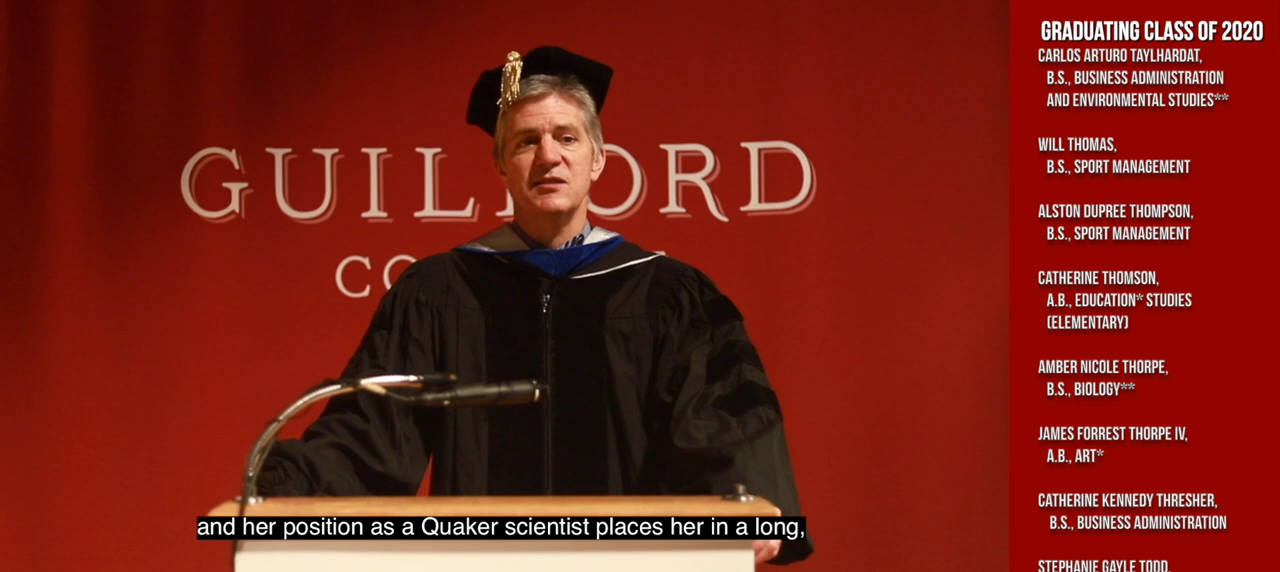 GUILFORD
CO
and her position as a Quaker scientist places her in a long,
GRADUATING CLASS OF 2020
CARLOS ARTURO TAYLHARDAT,
B.S., BUSINESS ADMINISTRATION
AND ENVIRONMENTAL STUDIES**
WILL THOMAS,
B.S., SPORT MANAGEMENT
ALSTON DUPREE THOMPSON,
B.S., SPORT MANAGEMENT
CATHERINE THOMSON,
A.B., EDUCATION* STUDIES
(ELEMENTARY)
AMBER NICOLE THORPE,
B.S., BIOLOGY**
JAMES FORREST THORPE IV,
A.B., ART*
CATHERINE KENNEDY THRESHER,
B.S., BUSINESS ADMINISTRATION
STEPHANIE GAYLE TODD,